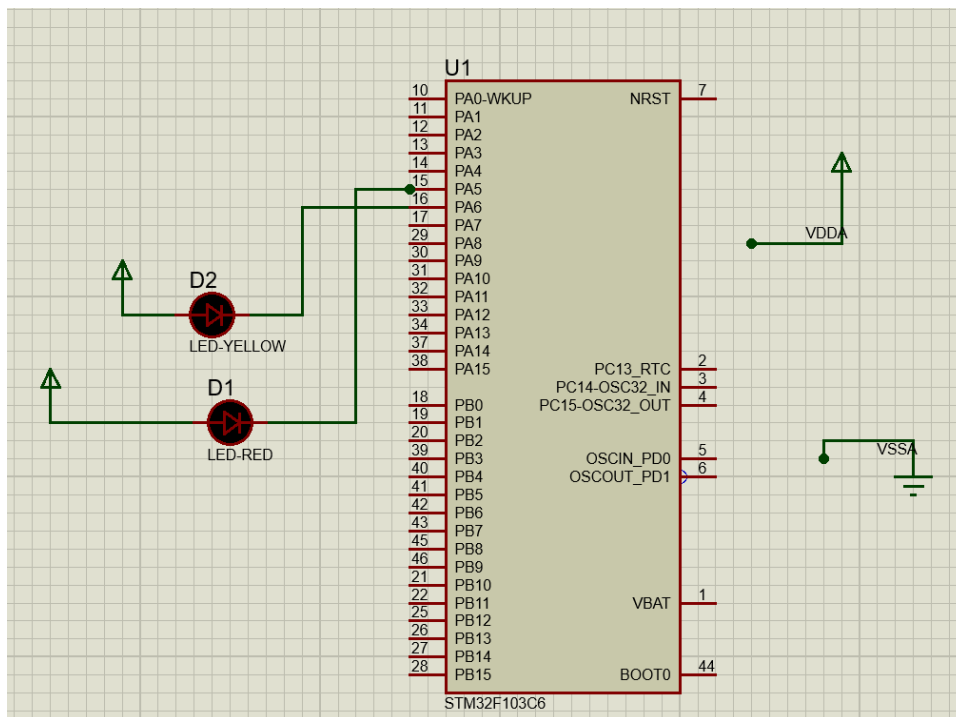 U1
10 PA0-WKUP NRST 7
11 PA1
12 PA2
13 PA3
14 PA4
15 PA5
16 PA6
17 PA7
29 PA8 VDDA
30 PA9
31 PA10
D2
32 PA11
33 PA12
34 PA13
LED-YELLOW
37 PA14
38 PA15 PC13_RTC 2
D1
PC14-OSC32_IN 3
18 PB0 PC15-OSC32_OUT 4
19 PB1
20 PB2
LED-RED
39 PB3 OSCIN_PD0 5
VSSA
40 PB4 OSCOUT_PD1 6
41 PB5
42 PB6
43 PB7
45 PB8
46 PB9
21 PB10
22 PB11 VBAT 1
25 PB12
26 PB13
27 PB14
28 PB15 BOOT0 44
STM32F103C6